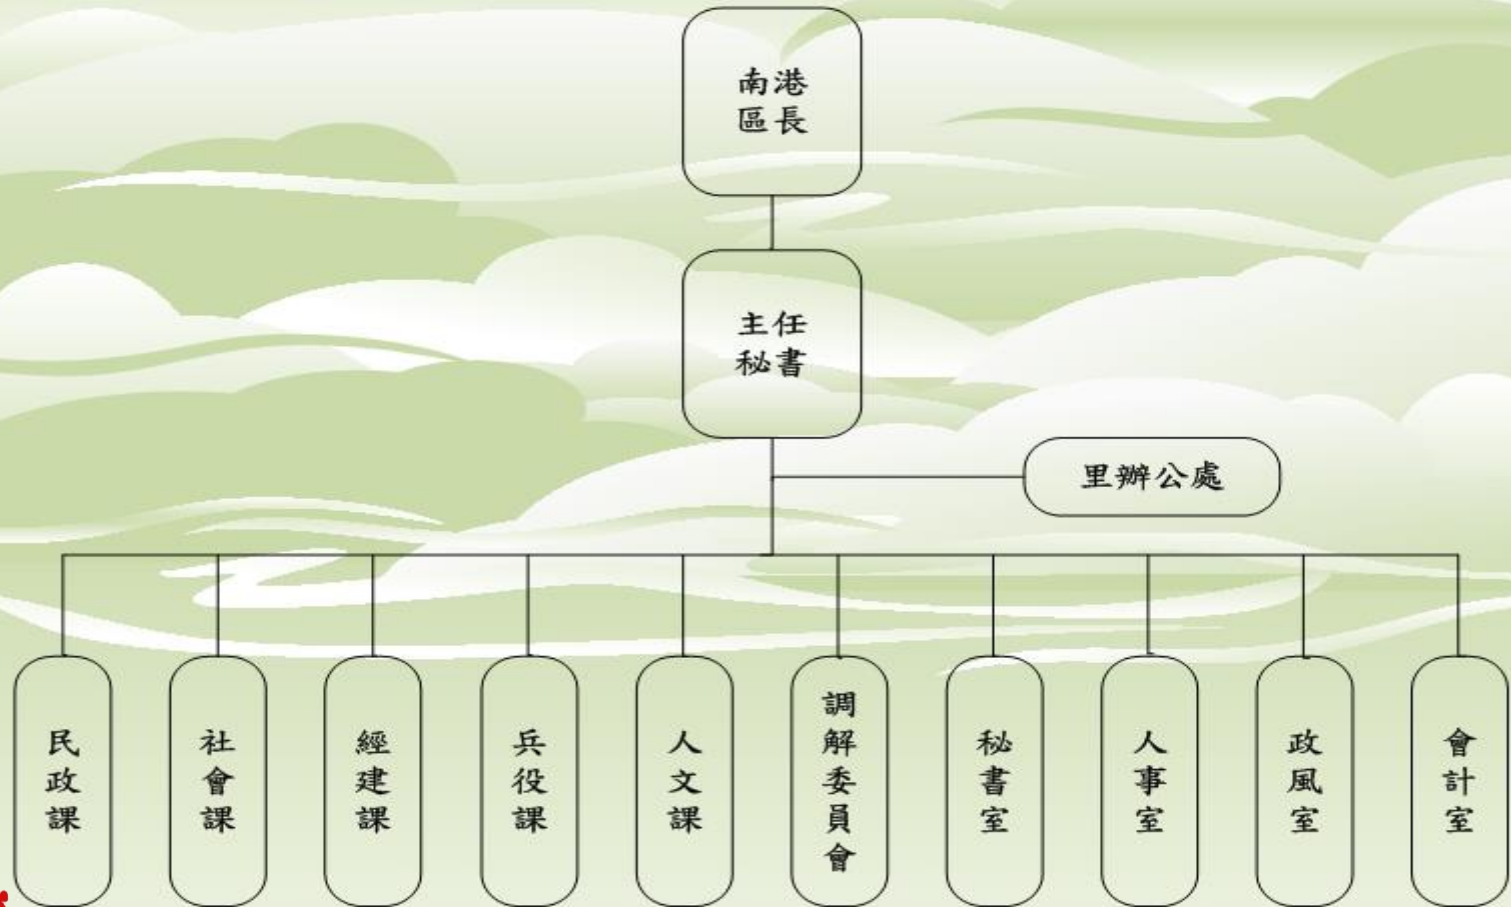 南港
區長
主任
秘書
里辦公處
民政課
社會課
經建課
兵役課
人文課
調解委員會
秘書室
人事室
政風室
會計室